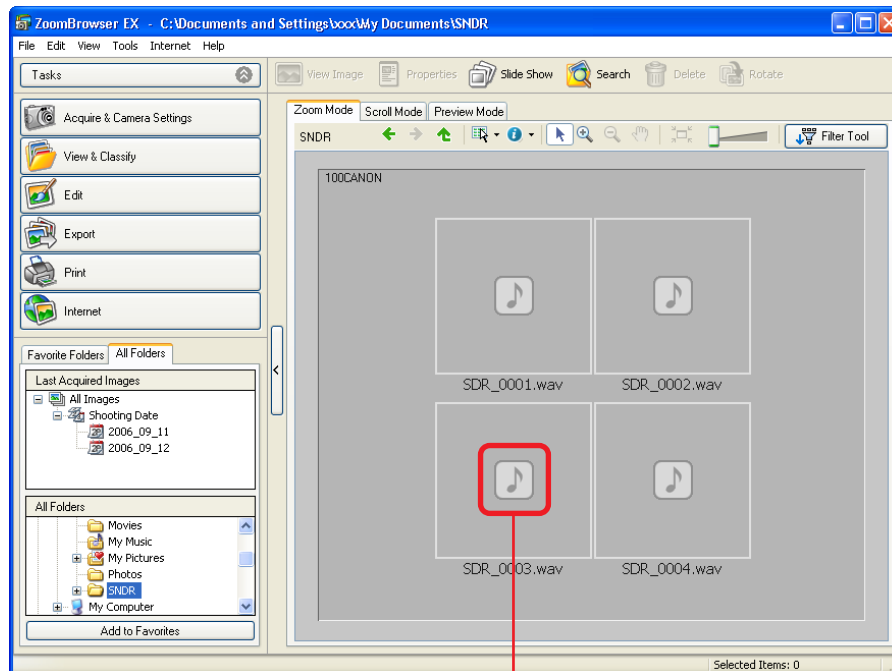 ZoomBrowser EX - C:\Documents and Settings\xxx\My Documents\SNDR
File Edit View Tools Internet Help
Tasks
View Image Properties Slide Show Search Delete Rotate
Acquire & Camera Settings
View & Classify
Edit
Export
Print
Internet
Zoom Mode Scroll Mode Preview Mode
SNDR Filter Tool
100CANON
SDR_0001.wav SDR_0002.wav
SDR_0003.wav SDR_0004.wav
Favorite Folders All Folders
Last Acquired Images
All Images
Shooting Date
2006_09_11
2006_09_12
All Folders
Movies
My Music
My Pictures
Photos
SNDR
My Computer
Add to Favorites
Selected Items: 0